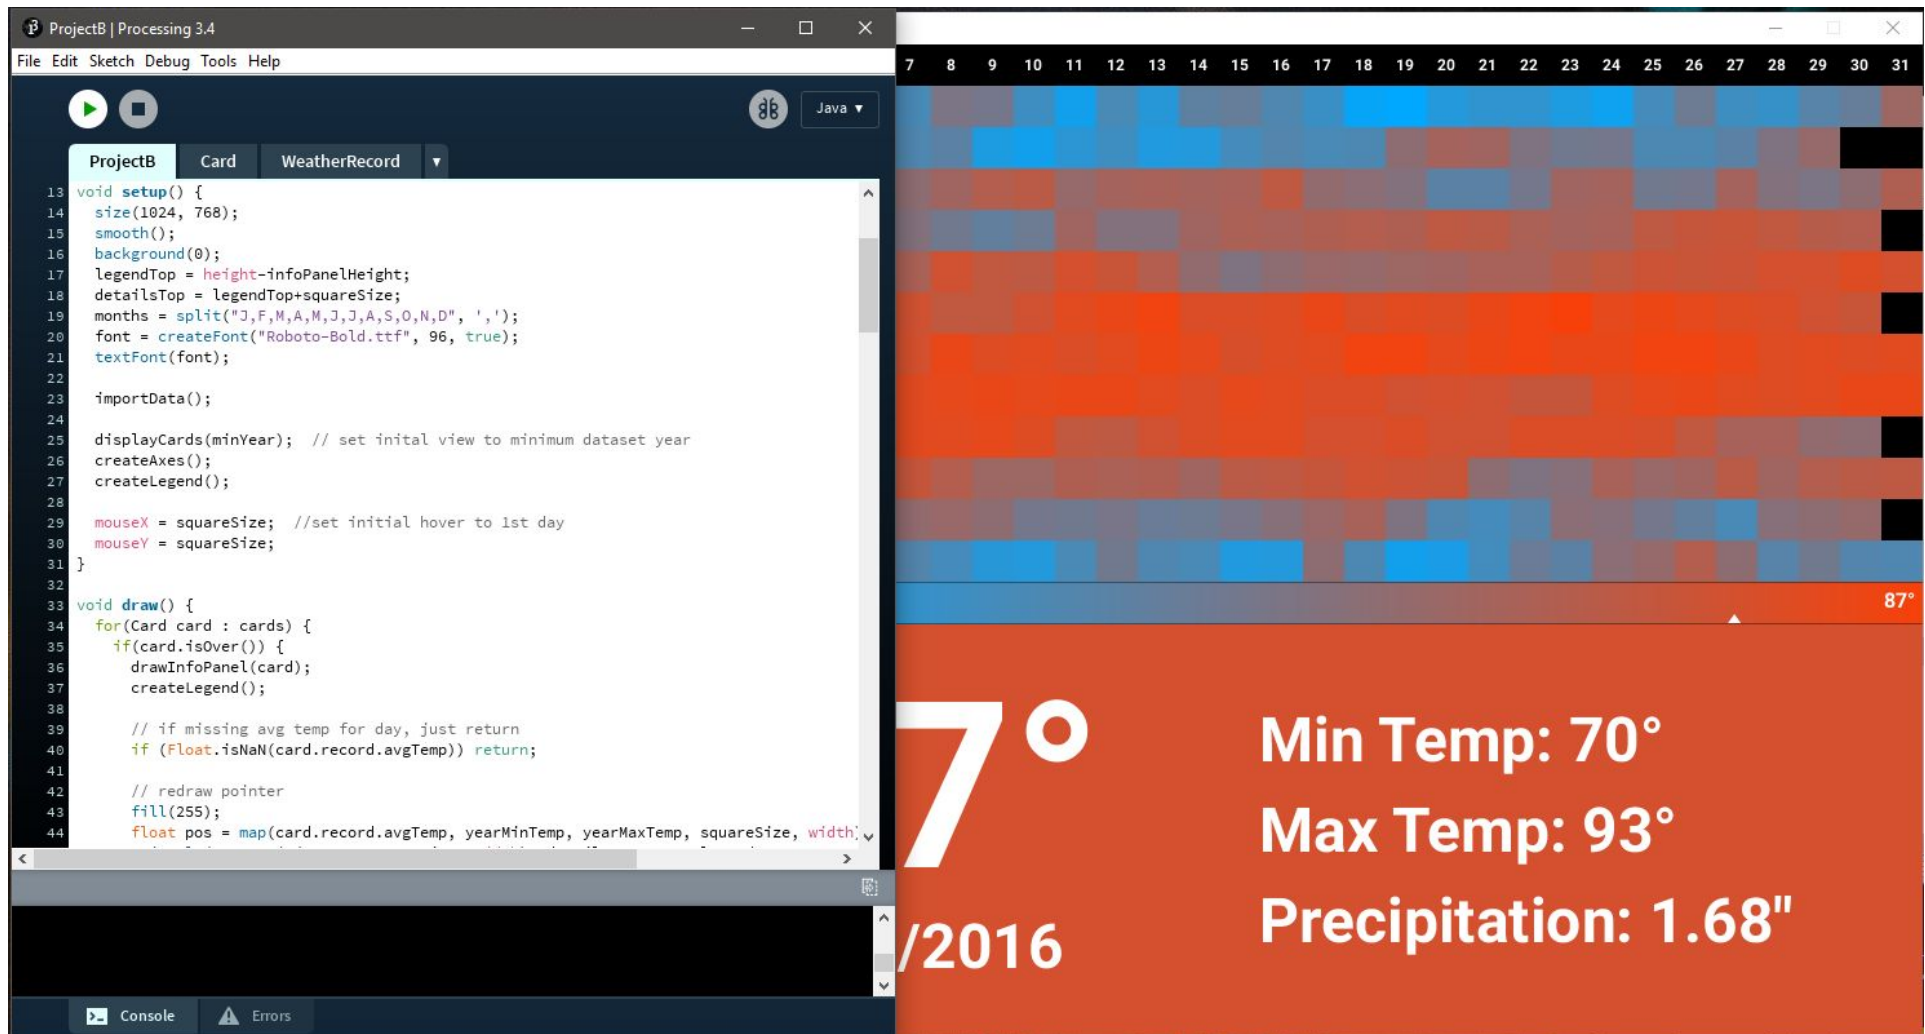 ProjectB | Processing 3.4
File Edit Sketch Debug Tools Help
Java
ProjectB Card WeatherRecord
13 void setup() {
14 size(1024, 768);
15 smooth();
16 background(0);
17 legendTop = height-infoPanelHeight;
18 detailsTop = legendTop+squareSize;
19 months = split("J,F,M,A,M,J,J,A,S,O,N,D", ',');
20 font = createFont("Roboto-Bold.ttf", 96, true);
21 textFont(font);
22
23 importData();
24
25 displayCards(minYear); // set inital view to minimum dataset year
26 createAxes();
27 createLegend();
28
29 mouseX = squareSize; //set initial hover to 1st day
30 mouseY = squareSize;
31 }
32
33 void draw() {
34 for(Card card : cards) {
35 if(card.isOver()) {
36 drawInfoPanel(card);
37 createLegend();
38
39 // if missing avg temp for day, just return
40 if (Float.isNaN(card.record.avgTemp)) return;
41
42 // redraw pointer
43 fill(255);
44 float pos = map(card.record.avgTemp, yearMinTemp, yearMaxTemp, squareSize, width)
Console Errors
7 8 9 10 11 12 13 14 15 16 17 18 19 20 21 22 23 24 25 26 27 28 29 30 31
87°
7°
/2016
Min Temp: 70°
Max Temp: 93°
Precipitation: 1.68"